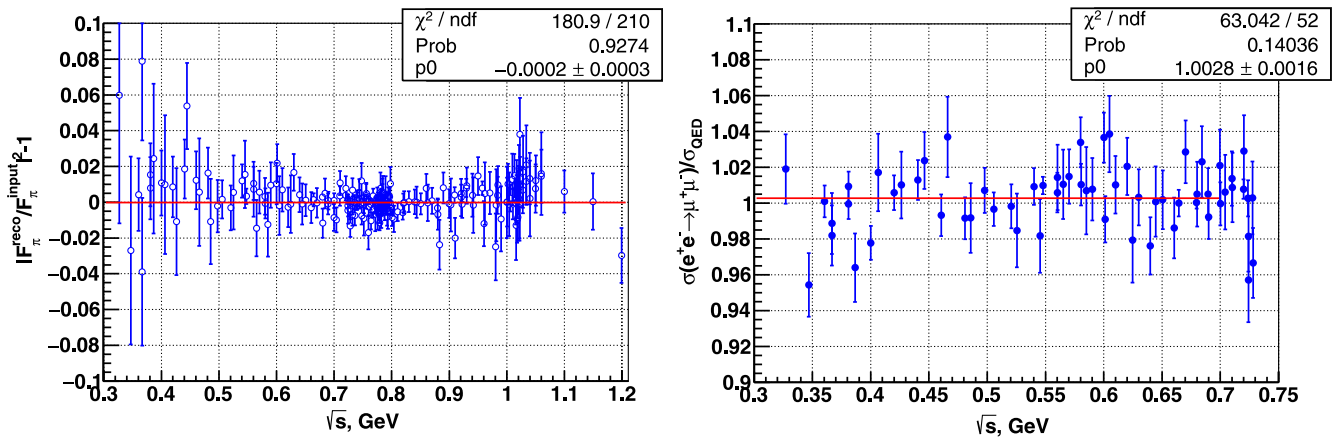 χ² / ndf 180.9 / 210
Prob 0.9274
p0 −0.0002 ± 0.0003
|F_π^reco/F_π^input|²-1
0.1
0.08
0.06
0.04
0.02
0
−0.02
−0.04
−0.06
−0.08
−0.1
0.3 0.4 0.5 0.6 0.7 0.8 0.9 1 1.1 1.2
√s, GeV
χ² / ndf 63.042 / 52
Prob 0.14036
p0 1.0028 ± 0.0016
σ(e⁺e⁻→μ⁺μ⁻)/σ_QED
1.1
1.08
1.06
1.04
1.02
1
0.98
0.96
0.94
0.92
0.9
0.3 0.35 0.4 0.45 0.5 0.55 0.6 0.65 0.7 0.75
√s, GeV